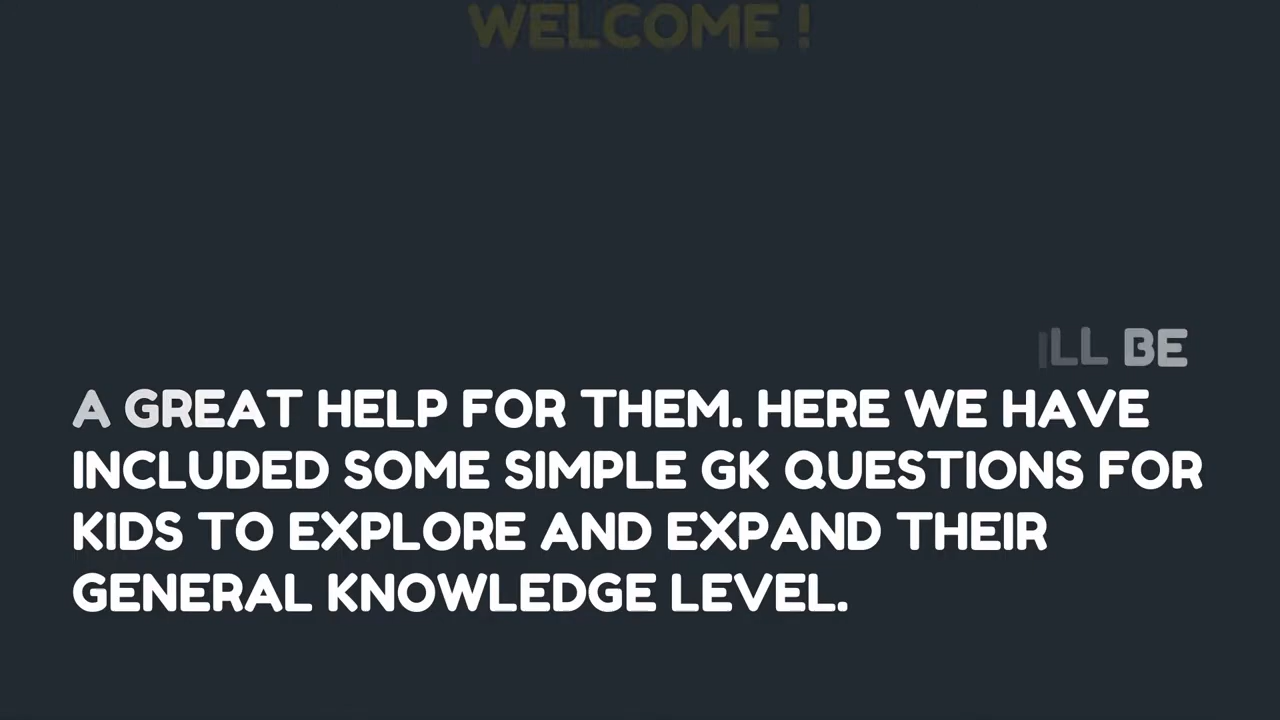 WELCOME !
ILL BE
A GREAT HELP FOR THEM. HERE WE HAVE
INCLUDED SOME SIMPLE GK QUESTIONS FOR
KIDS TO EXPLORE AND EXPAND THEIR
GENERAL KNOWLEDGE LEVEL.